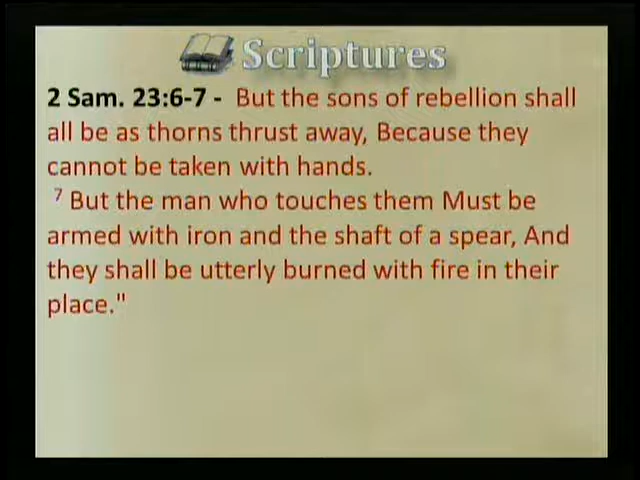 Scriptures
2 Sam. 23:6-7 - But the sons of rebellion shall
all be as thorns thrust away, Because they
cannot be taken with hands.
7 But the man who touches them Must be
armed with iron and the shaft of a spear, And
they shall be utterly burned with fire in their
place."